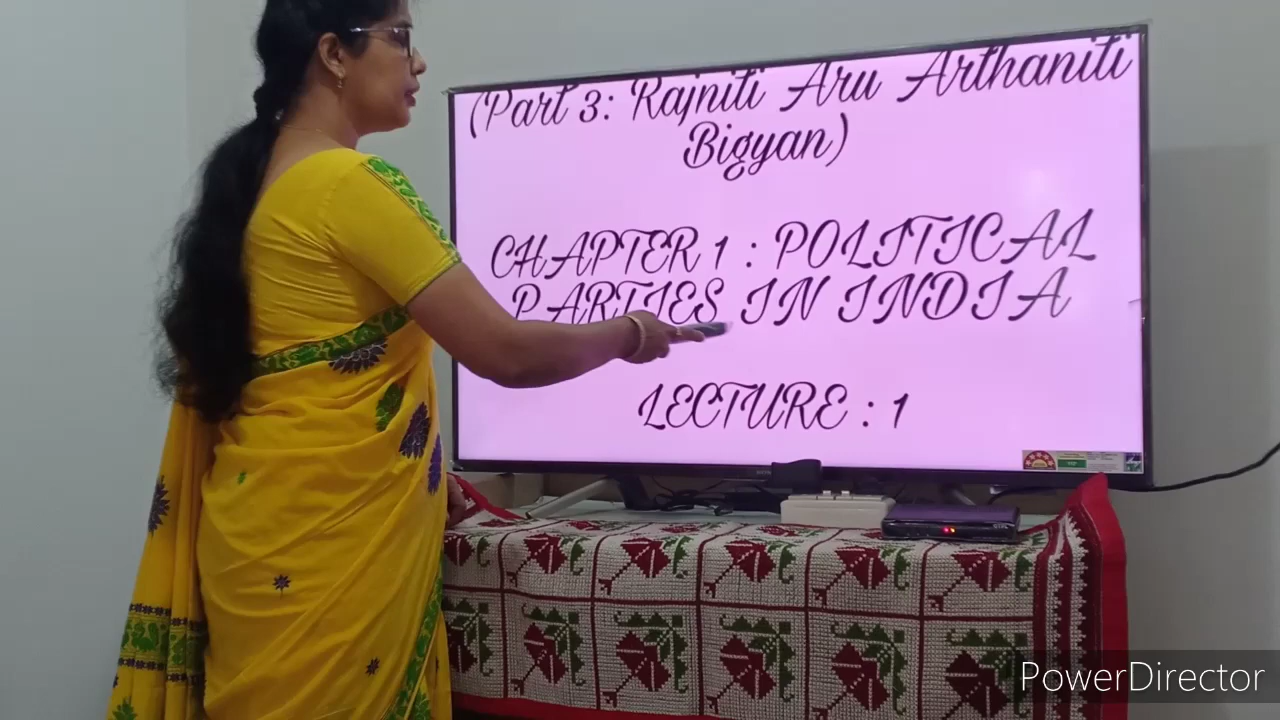 (Part 3: Rajniti Aru Arthaniti
Bigyan)
CHAPTER 1 : POLITICAL
PARTIES IN INDIA
LECTURE : 1
PowerDirector